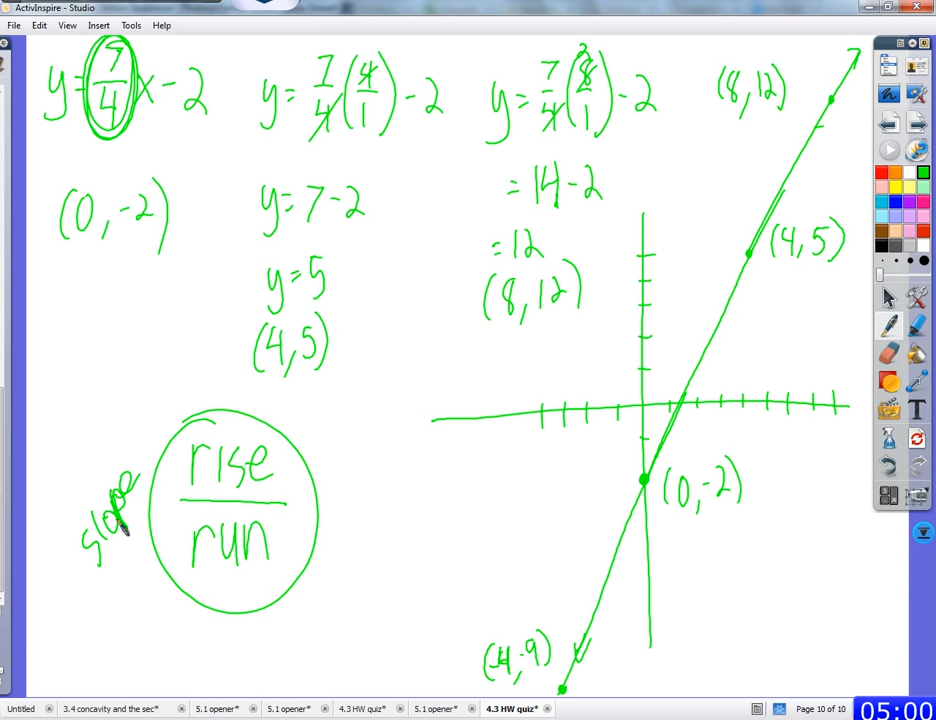 ActivInspire - Studio
File Edit View Insert Tools Help
y = 7/4 x - 2
(0, -2)
y = 7/4 (4/1) - 2
y = 7 - 2
y = 5
(4, 5)
y = 7/4 (8/1) - 2
2
= 14 - 2
= 12
(8, 12)
(8, 12)
(4, 5)
(0, -2)
(-4, -9)
slope
rise
run
Untitled
3.4 concavity and the sec*
5.1 opener*
5.1 opener*
4.3 HW quiz*
5.1 opener*
4.3 HW quiz*
Page 10 of 10
05:00